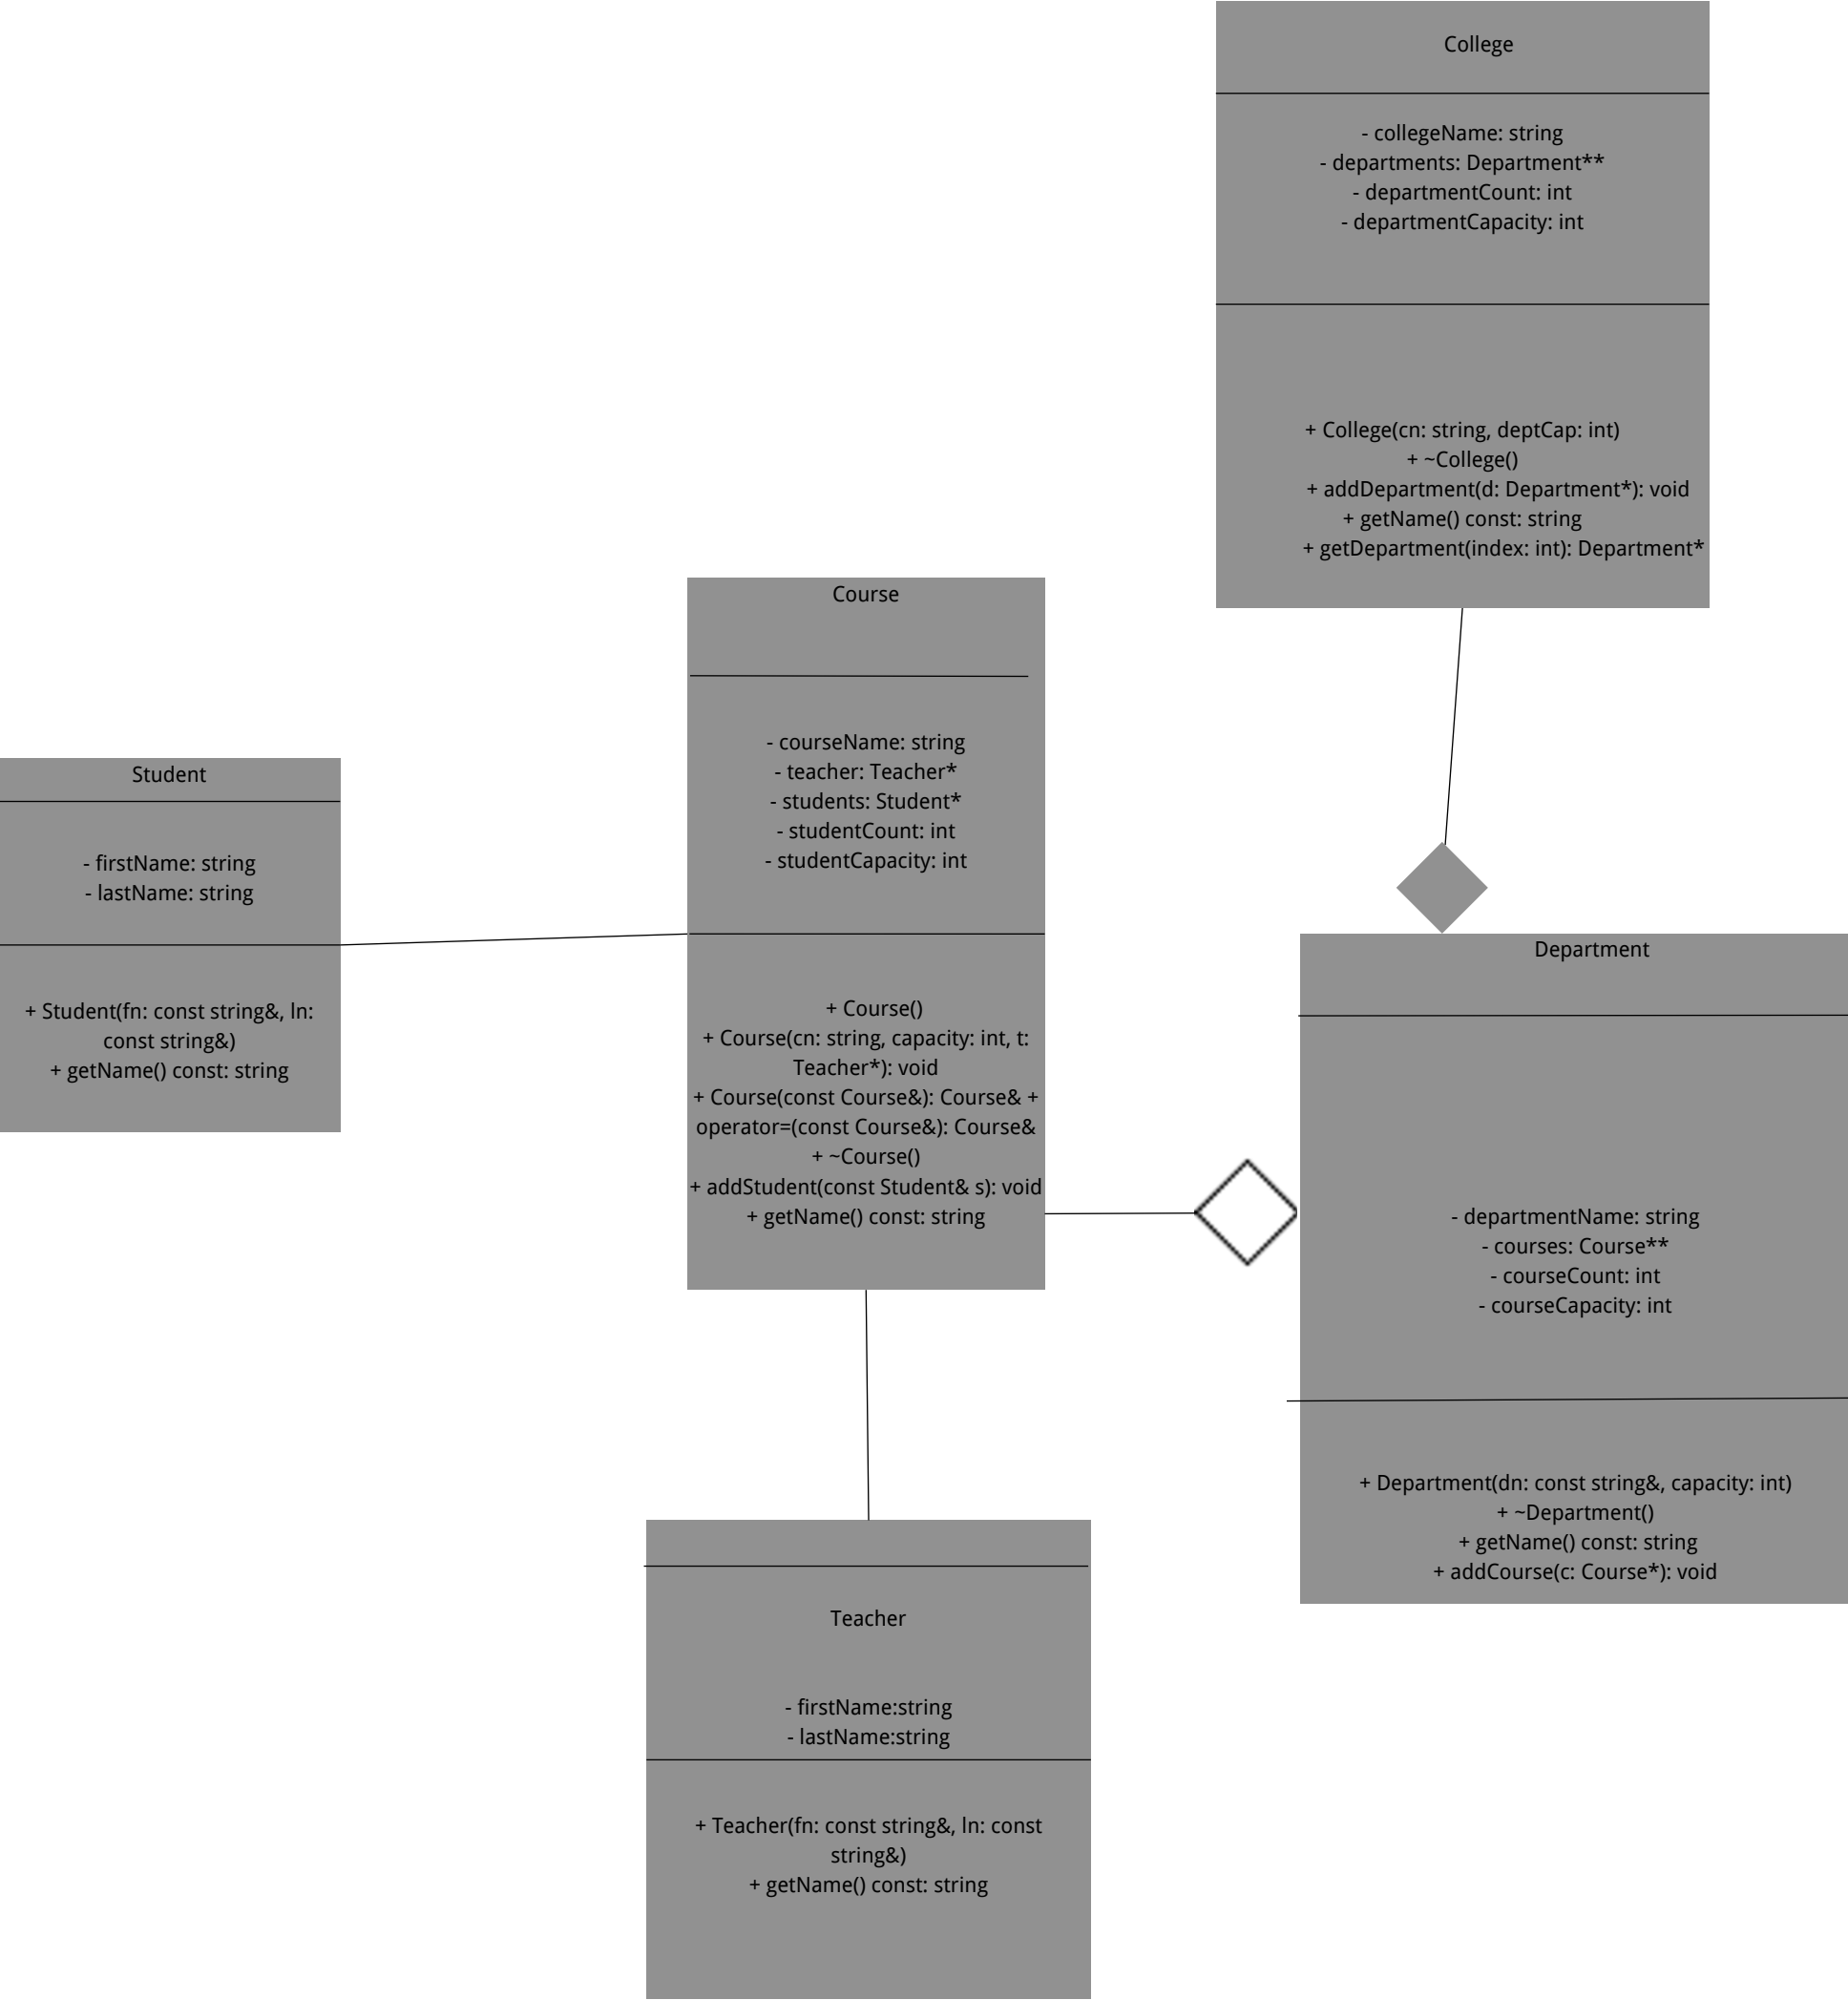 College
- collegeName: string
- departments: Department**
- departmentCount: int
- departmentCapacity: int
+ College(cn: string, deptCap: int)
+ ~College()
+ addDepartment(d: Department*): void
+ getName() const: string
+ getDepartment(index: int): Department*
Course
- courseName: string
- teacher: Teacher*
- students: Student*
- studentCount: int
- studentCapacity: int
+ Course()
+ Course(cn: string, capacity: int, t:
Teacher*): void
+ Course(const Course&): Course& +
operator=(const Course&): Course&
+ ~Course()
+ addStudent(const Student& s): void
+ getName() const: string
Student
- firstName: string
- lastName: string
+ Student(fn: const string&, ln:
const string&)
+ getName() const: string
Department
- departmentName: string
- courses: Course**
- courseCount: int
- courseCapacity: int
+ Department(dn: const string&, capacity: int)
+ ~Department()
+ getName() const: string
+ addCourse(c: Course*): void
Teacher
- firstName:string
- lastName:string
+ Teacher(fn: const string&, ln: const
string&)
+ getName() const: string